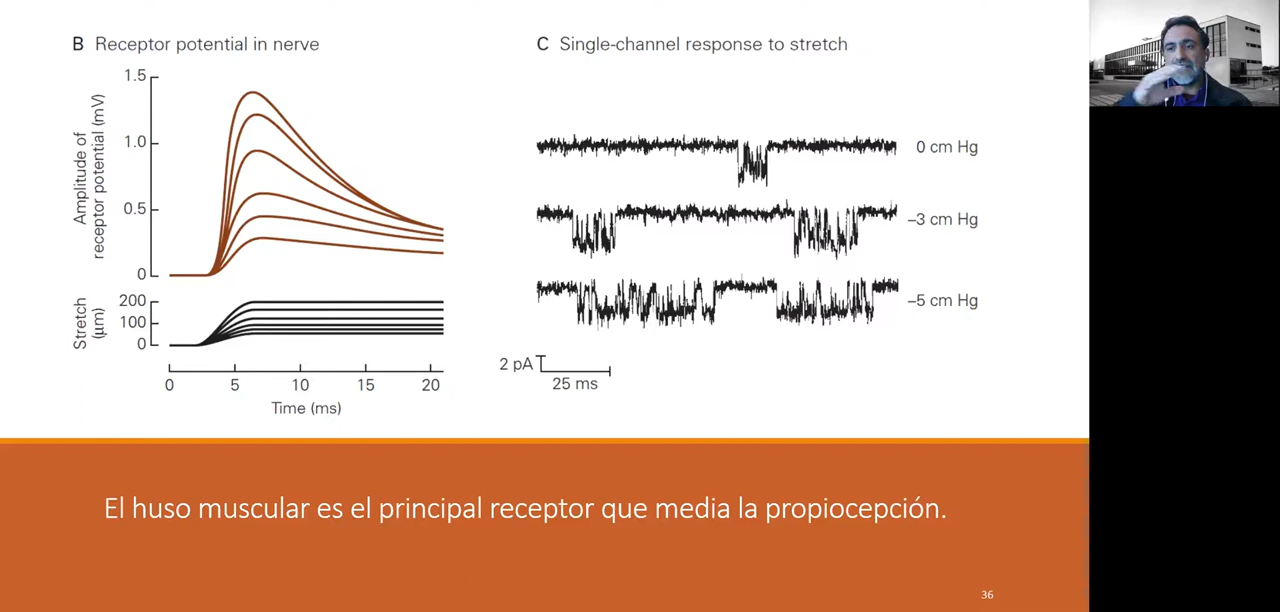 B Receptor potential in nerve
1.5
1.0
0.5
0
Amplitude of
receptor potential (mV)
200
100
0
Stretch
(μm)
0 5 10 15 20
Time (ms)
C Single-channel response to stretch
0 cm Hg
–3 cm Hg
–5 cm Hg
2 pA
25 ms
El huso muscular es el principal receptor que media la propiocepción.
36